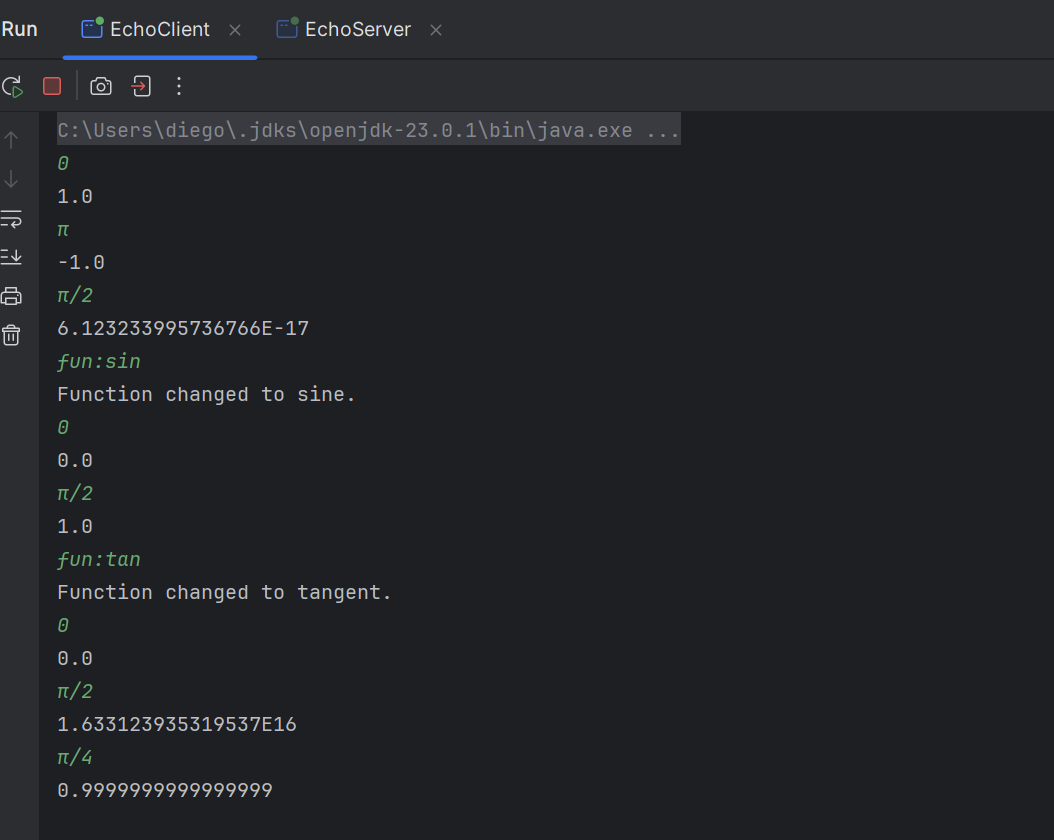 Run EchoClient EchoServer
C:\Users\diego\.jdks\openjdk-23.0.1\bin\java.exe ...
0
1.0
π
-1.0
π/2
6.123233995736766E-17
fun:sin
Function changed to sine.
0
0.0
π/2
1.0
fun:tan
Function changed to tangent.
0
0.0
π/2
1.633123935319537E16
π/4
0.9999999999999999